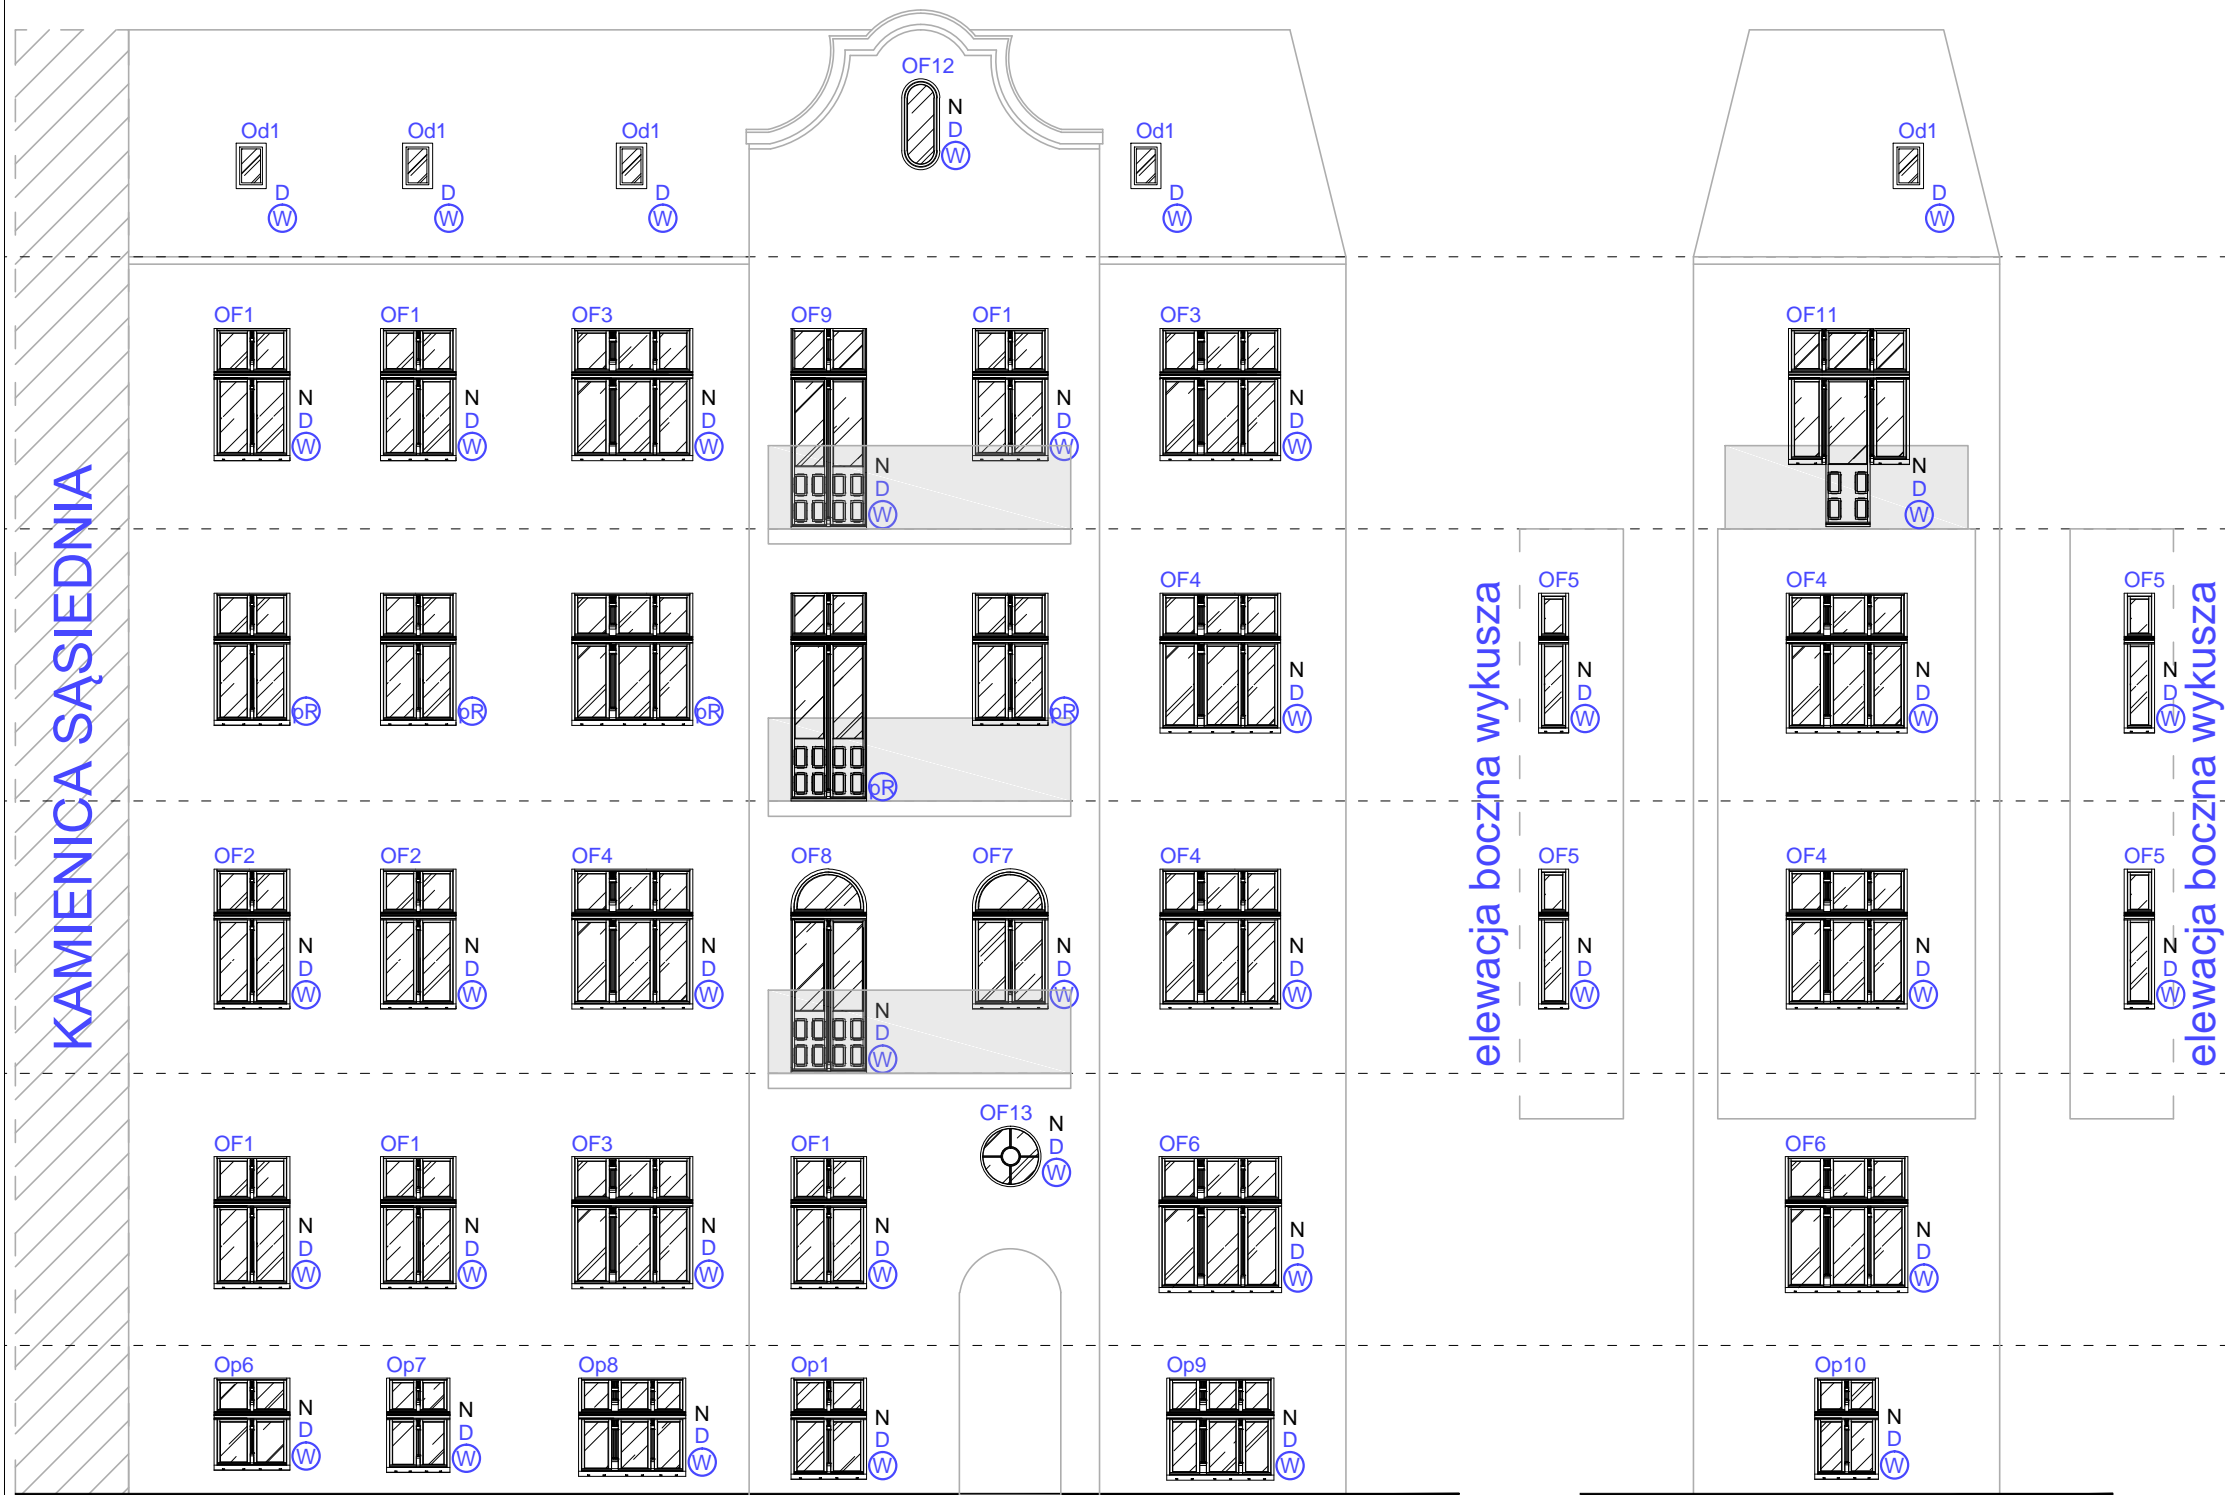 OF12
N
D
W
Od1 Od1 Od1 Od1 Od1
D D D D D
W W W W W
OF1 OF1 OF3 OF9 OF1 OF3 OF11
N N N N N
D D D D D
W W W W W
N N
D D
W W
OF4 OF5 OF4 OF5
N N N N
D D D D
W W W W
pR pR pR pR
pR
OF2 OF2 OF4 OF8 OF7 OF4 OF5 OF4 OF5
N N N N N N N N
D D D D D D D D
W W W W W W W W
N
D
W
OF13
N
D
W
OF1 OF1 OF3 OF1 OF6 OF6
N N N N N N
D D D D D D
W W W W W W
Op6 Op7 Op8 Op1 Op9 Op10
N N N N N N
D D D D D D
W W W W W W
KAMIENICA SĄSIEDNIA
elewacja boczna wykusza
elewacja boczna wykusza